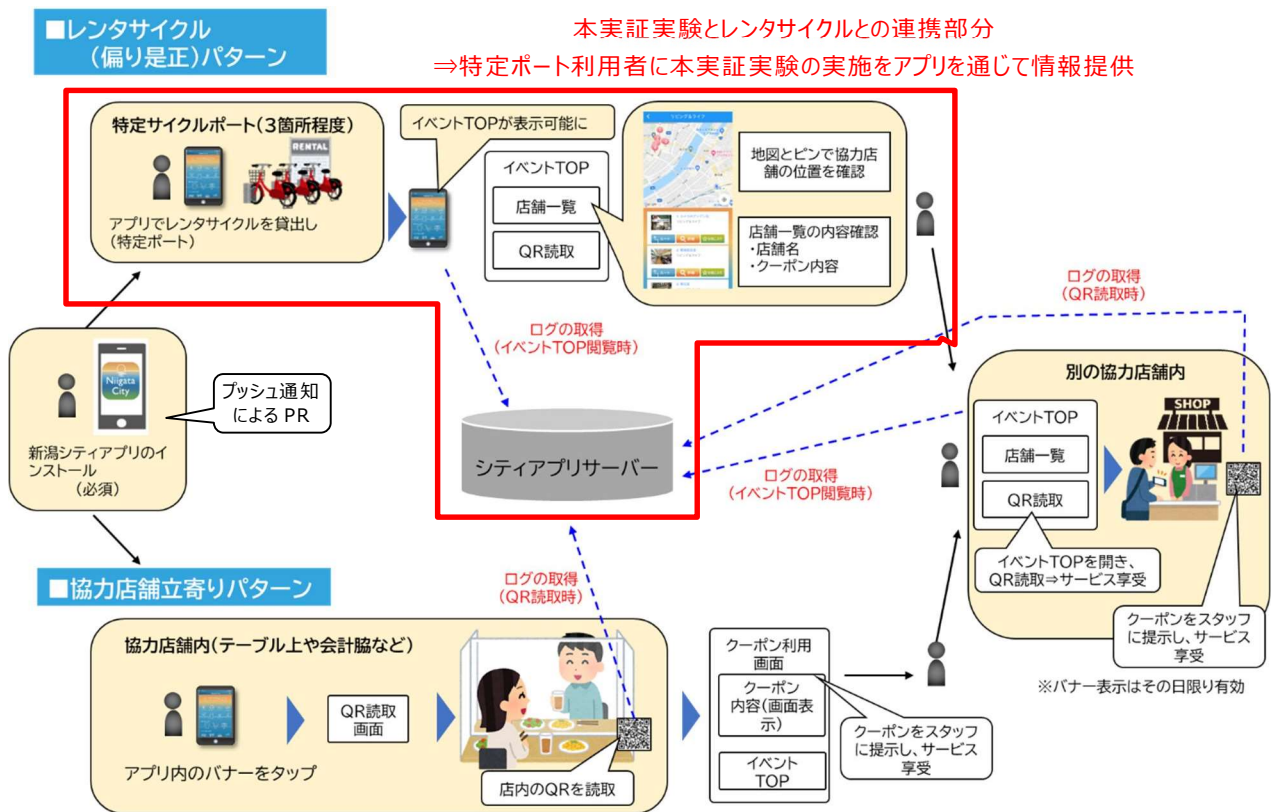 ■レンタサイクル
(偏り是正)パターン
本実証実験とレンタサイクルとの連携部分
⇒特定ポート利用者に本実証実験の実施をアプリを通じて情報提供
特定サイクルポート(3箇所程度)
RENTAL
アプリでレンタサイクルを貸出し
(特定ポート)
イベントTOPが表示可能に
イベントTOP
店舗一覧
QR読取
地図とピンで協力店
舗の位置を確認
店舗一覧の内容確認
・店舗名
・クーポン内容
ログの取得
(イベントTOP閲覧時)
ログの取得
(QR読取時)
Niigata
City
プッシュ通知
による PR
新潟シティアプリのイ
ンストール
(必須)
シティアプリサーバー
ログの取得
(イベントTOP閲覧時)
別の協力店舗内
イベントTOP
店舗一覧
QR読取
SHOP
イベントTOPを開き、
QR読取⇒サービス享受
クーポンをスタッフ
に提示し、サービス
享受
※バナー表示はその日限り有効
■協力店舗立寄りパターン
ログの取得
(QR読取時)
協力店舗内(テーブル上や会計脇など)
アプリ内のバナーをタップ
QR読取
画面
店内のQRを読取
クーポン利用
画面
クーポン
内容(画面表
示)
イベント
TOP
クーポンをスタッフ
に提示し、サービス
享受